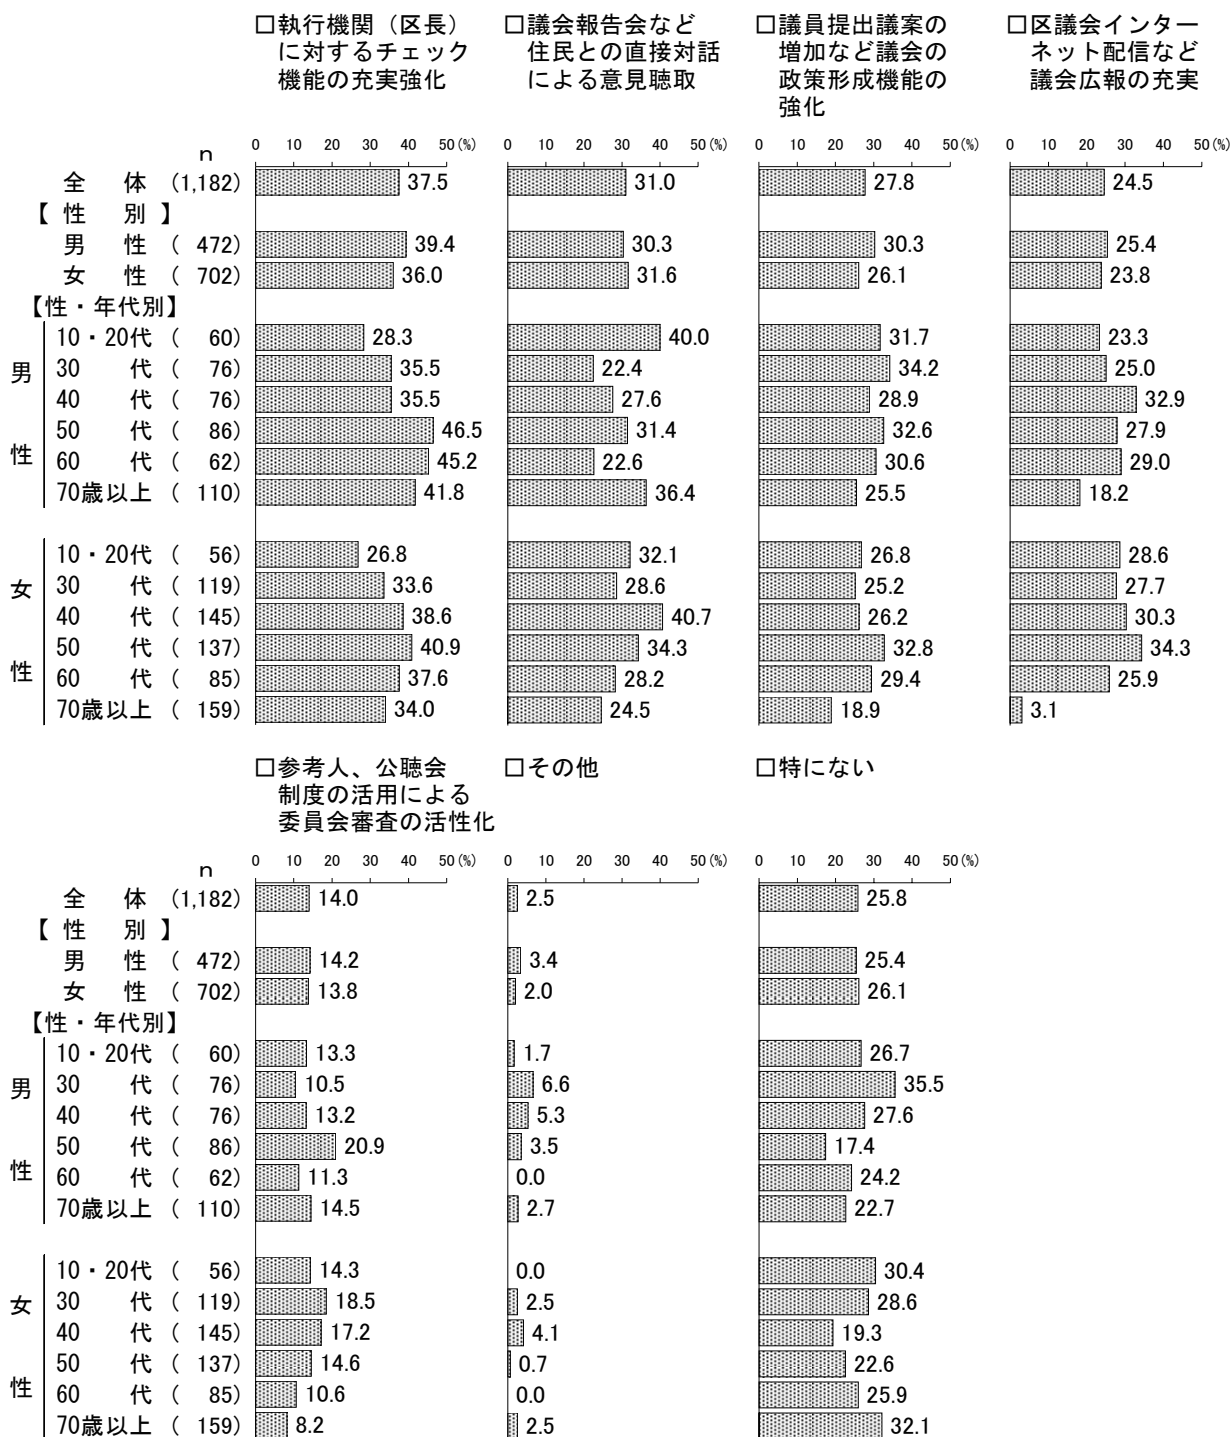 □執行機関（区長） □議会報告会など □議員提出議案の □区議会インター
に対するチェック 住民との直接対話 増加など議会の ネット配信など
機能の充実強化 による意見聴取 政策形成機能の 議会広報の充実
強化
0 10 20 30 40 50(%) 0 10 20 30 40 50(%) 0 10 20 30 40 50(%) 0 10 20 30 40 50(%)
n
全 体 (1,182) 37.5 31.0 27.8 24.5
【 性 別 】
男 性 ( 472) 39.4 30.3 30.3 25.4
女 性 ( 702) 36.0 31.6 26.1 23.8
【性・年代別】
男性
10・20代 ( 60) 28.3 40.0 31.7 23.3
30 代 ( 76) 35.5 22.4 34.2 25.0
40 代 ( 76) 35.5 27.6 28.9 32.9
50 代 ( 86) 46.5 31.4 32.6 27.9
60 代 ( 62) 45.2 22.6 30.6 29.0
70歳以上 ( 110) 41.8 36.4 25.5 18.2
女性
10・20代 ( 56) 26.8 32.1 26.8 28.6
30 代 ( 119) 33.6 28.6 25.2 27.7
40 代 ( 145) 38.6 40.7 26.2 30.3
50 代 ( 137) 40.9 34.3 32.8 34.3
60 代 ( 85) 37.6 28.2 29.4 25.9
70歳以上 ( 159) 34.0 24.5 18.9 3.1
□参考人、公聴会 □その他 □特にない
制度の活用による
委員会審査の活性化
0 10 20 30 40 50(%) 0 10 20 30 40 50(%) 0 10 20 30 40 50(%)
n
全 体 (1,182) 14.0 2.5 25.8
【 性 別 】
男 性 ( 472) 14.2 3.4 25.4
女 性 ( 702) 13.8 2.0 26.1
【性・年代別】
男性
10・20代 ( 60) 13.3 1.7 26.7
30 代 ( 76) 10.5 6.6 35.5
40 代 ( 76) 13.2 5.3 27.6
50 代 ( 86) 20.9 3.5 17.4
60 代 ( 62) 11.3 0.0 24.2
70歳以上 ( 110) 14.5 2.7 22.7
女性
10・20代 ( 56) 14.3 0.0 30.4
30 代 ( 119) 18.5 2.5 28.6
40 代 ( 145) 17.2 4.1 19.3
50 代 ( 137) 14.6 0.7 22.6
60 代 ( 85) 10.6 0.0 25.9
70歳以上 ( 159) 8.2 2.5 32.1